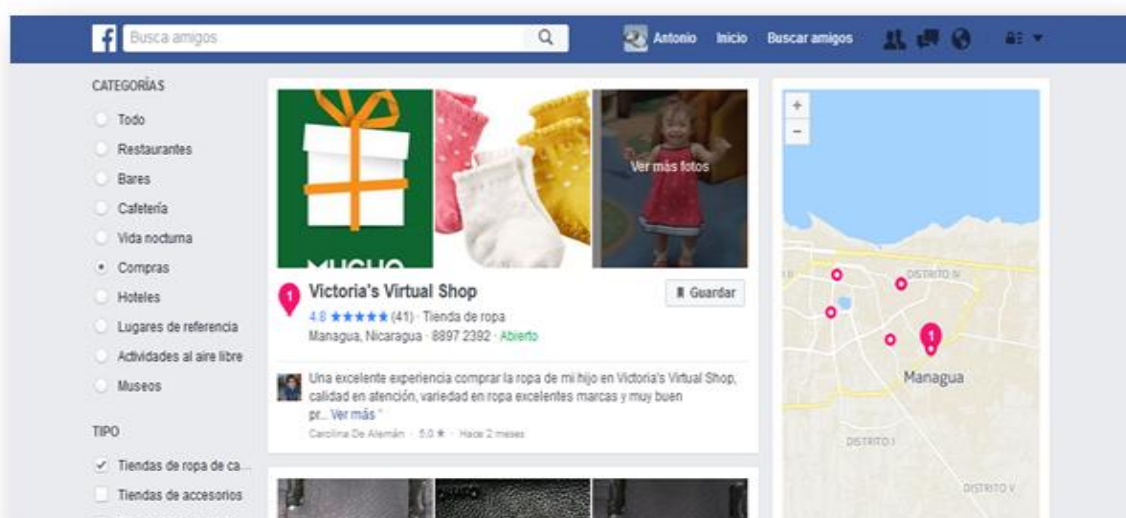 f
Busca amigos
Antonio Inicio Buscar amigos
CATEGORÍAS
Todo
Restaurantes
Bares
Cafetería
Vida nocturna
Compras
Hoteles
Lugares de referencia
Actividades al aire libre
Museos
TIPO
Tiendas de ropa de ca...
Tiendas de accesorios
Ver más fotos
1
Victoria's Virtual Shop
Guardar
4.8 ★★★★★ (41) · Tienda de ropa
Managua, Nicaragua · 8897 2392 · Abierto
Una excelente experiencia comprar la ropa de mi hijo en Victoria's Virtual Shop,
calidad en atención, variedad en ropa excelentes marcas y muy buen
pr... Ver más
Carolina De Alemán · 5,0 ★ · Hace 2 meses
+
-
DISTRITO IV
1
Managua
DISTRITO I
DISTRITO V